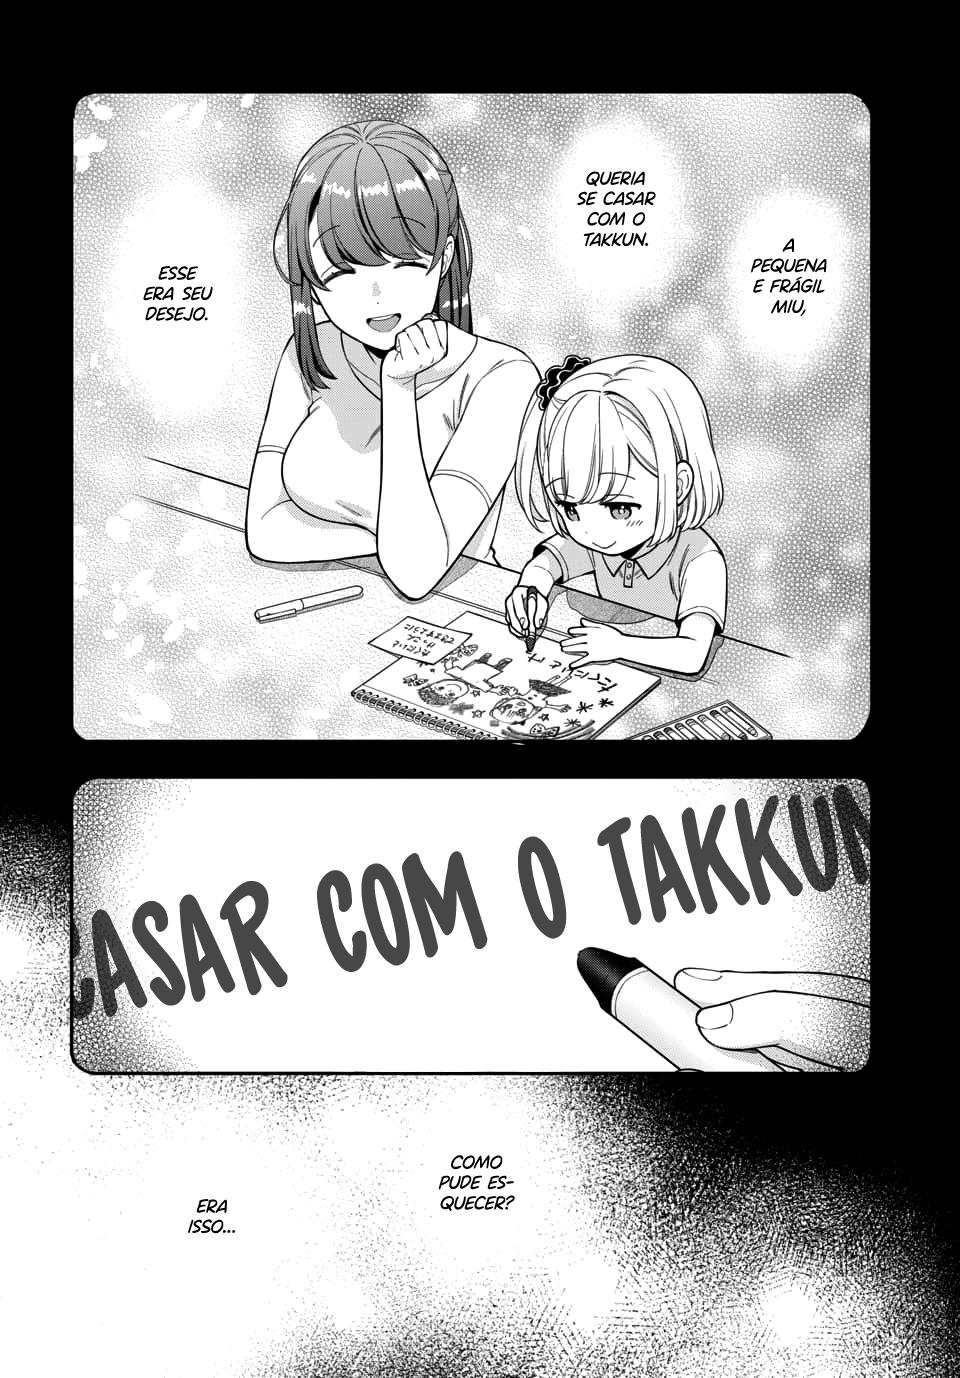 A
PEQUENA
E FRÁGIL
MIU,
QUERIA
SE CASAR
COM O
TAKKUN.
ESSE
ERA SEU
DESEJO.
CASAR COM O TAKKUN
COMO
PUDE ES-
QUECER?
ERA
ISSO...